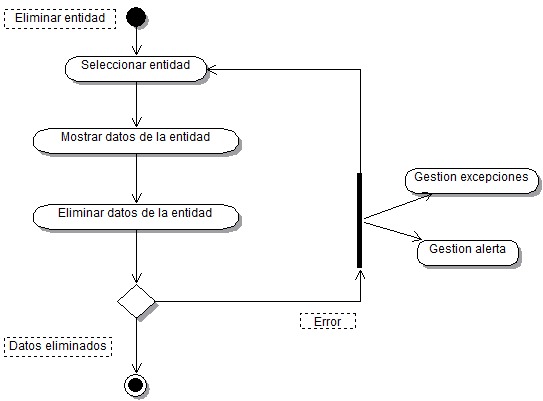 Eliminar entidad
Seleccionar entidad
Mostrar datos de la entidad
Gestion excepciones
Eliminar datos de la entidad
Gestion alerta
Error
Datos eliminados